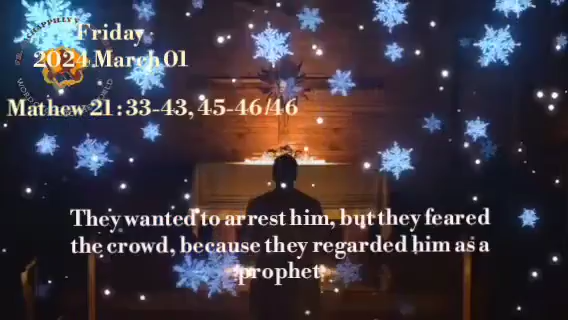 Friday
2024 March 01
Mathew 21:33-43, 45-46/46
They wanted to arrest him, but they feared
the crowd, because they regarded him as a
prophet.